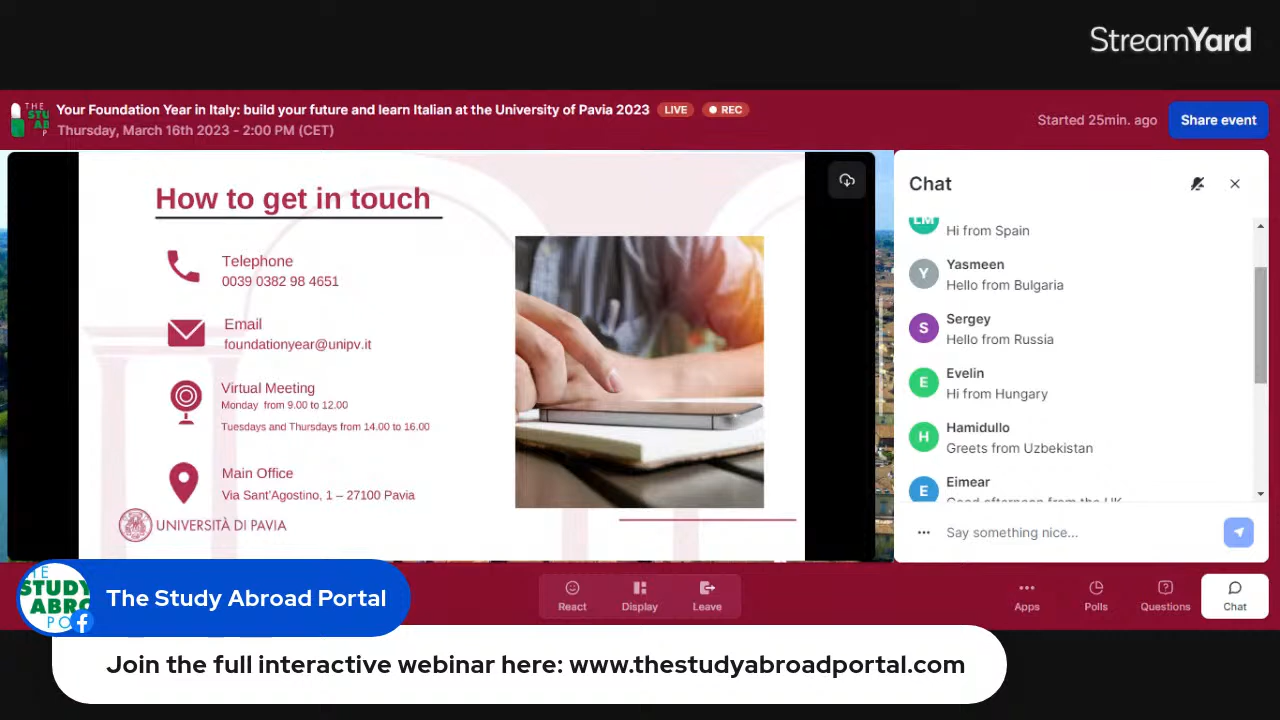 StreamYard
Your Foundation Year in Italy: build your future and learn Italian at the University of Pavia 2023 LIVE REC
Thursday, March 16th 2023 - 2:00 PM (CET)
Started 25min. ago
Share event
How to get in touch
Telephone
0039 0382 98 4651
Email
foundationyear@unipv.it
Virtual Meeting
Monday from 9.00 to 12.00
Tuesdays and Thursdays from 14.00 to 16.00
Main Office
Via Sant'Agostino, 1 – 27100 Pavia
UNIVERSITÀ DI PAVIA
Chat
Hi from Spain
Y
Yasmeen
Hello from Bulgaria
S
Sergey
Hello from Russia
E
Evelin
Hi from Hungary
H
Hamidullo
Greets from Uzbekistan
E
Eimear
Good afternoon from the UK
Say something nice...
React
Display
Leave
Apps
Polls
Questions
Chat
The Study Abroad Portal
Join the full interactive webinar here: www.thestudyabroadportal.com